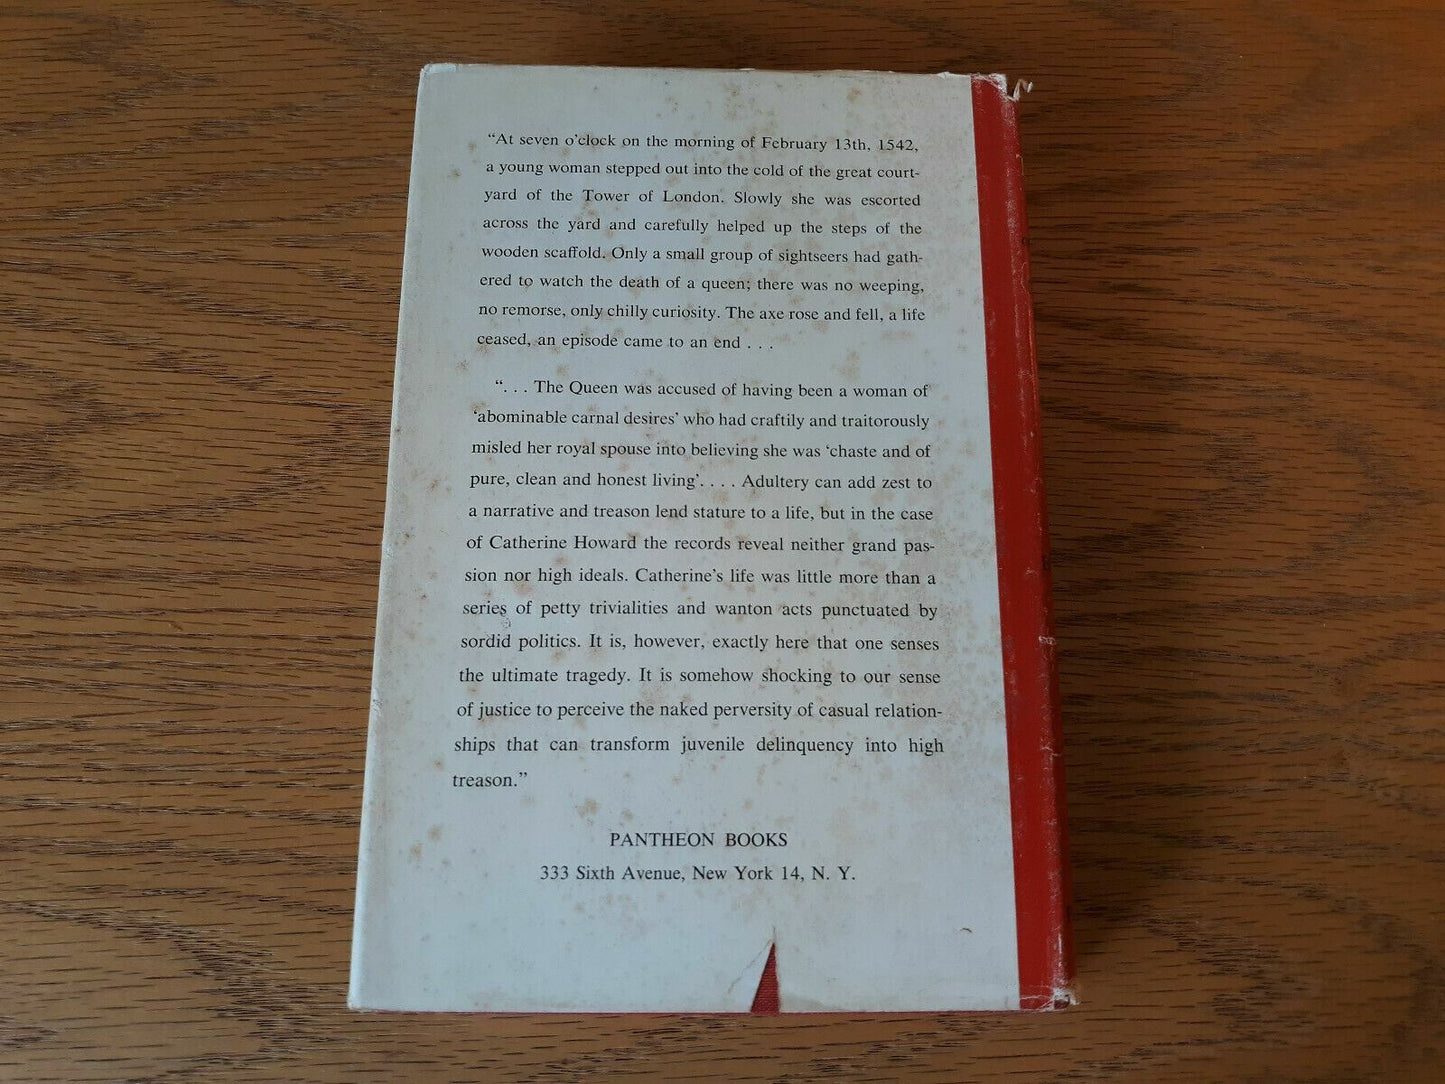 “At seven o’clock on the morning of February 13th, 1542,
a young woman stepped out into the cold of the great court-
yard of the Tower of London. Slowly she was escorted
across the yard and carefully helped up the steps of the
wooden scaffold. Only a small group of sightseers had gath-
ered to watch the death of a queen; there was no weeping,
no remorse, only chilly curiosity. The axe rose and fell, a life
ceased, an episode came to an end . . .
“. . . The Queen was accused of having been a woman of
‘abominable carnal desires’ who had craftily and traitorously
misled her royal spouse into believing she was ‘chaste and of
pure, clean and honest living’. . . . Adultery can add zest to
a narrative and treason lend stature to a life, but in the case
of Catherine Howard the records reveal neither grand pas-
sion nor high ideals. Catherine’s life was little more than a
series of petty trivialities and wanton acts punctuated by
sordid politics. It is, however, exactly here that one senses
the ultimate tragedy. It is somehow shocking to our sense
of justice to perceive the naked perversity of casual relation-
ships that can transform juvenile delinquency into high
treason.”
PANTHEON BOOKS
333 Sixth Avenue, New York 14, N. Y.